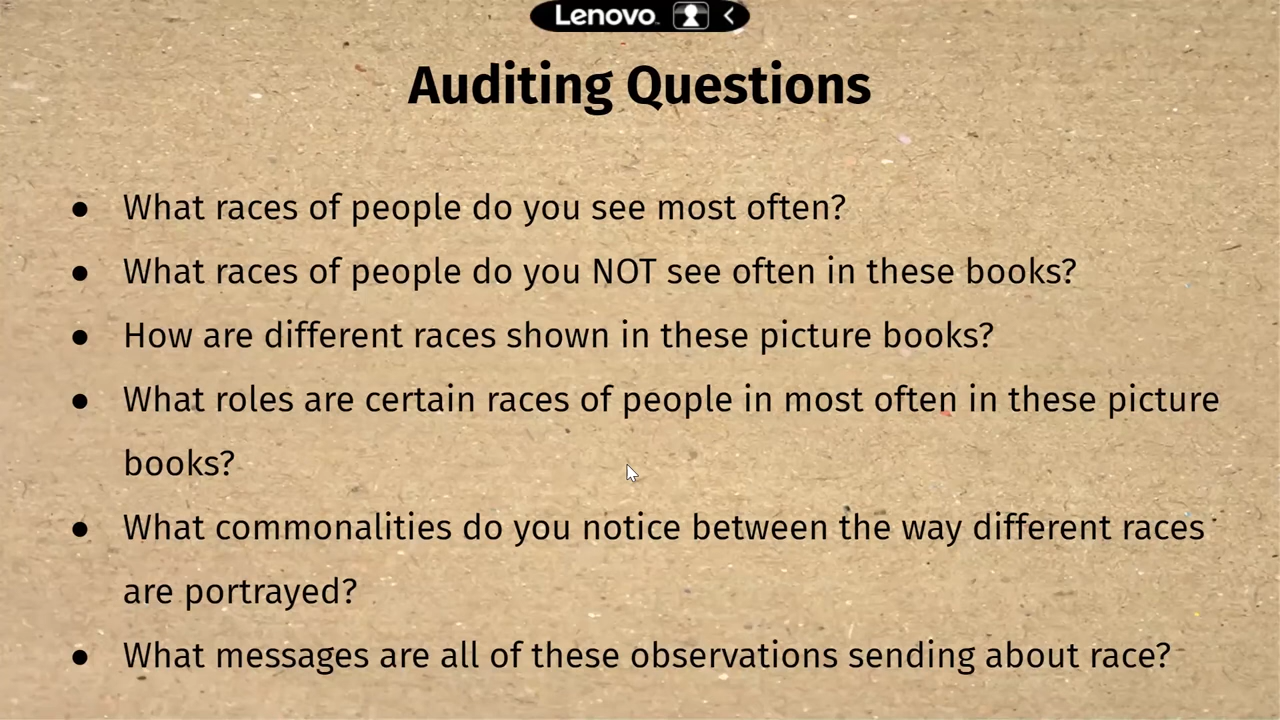 Lenovo
Auditing Questions
● What races of people do you see most often?
● What races of people do you NOT see often in these books?
● How are different races shown in these picture books?
● What roles are certain races of people in most often in these picture
books?
● What commonalities do you notice between the way different races
are portrayed?
● What messages are all of these observations sending about race?